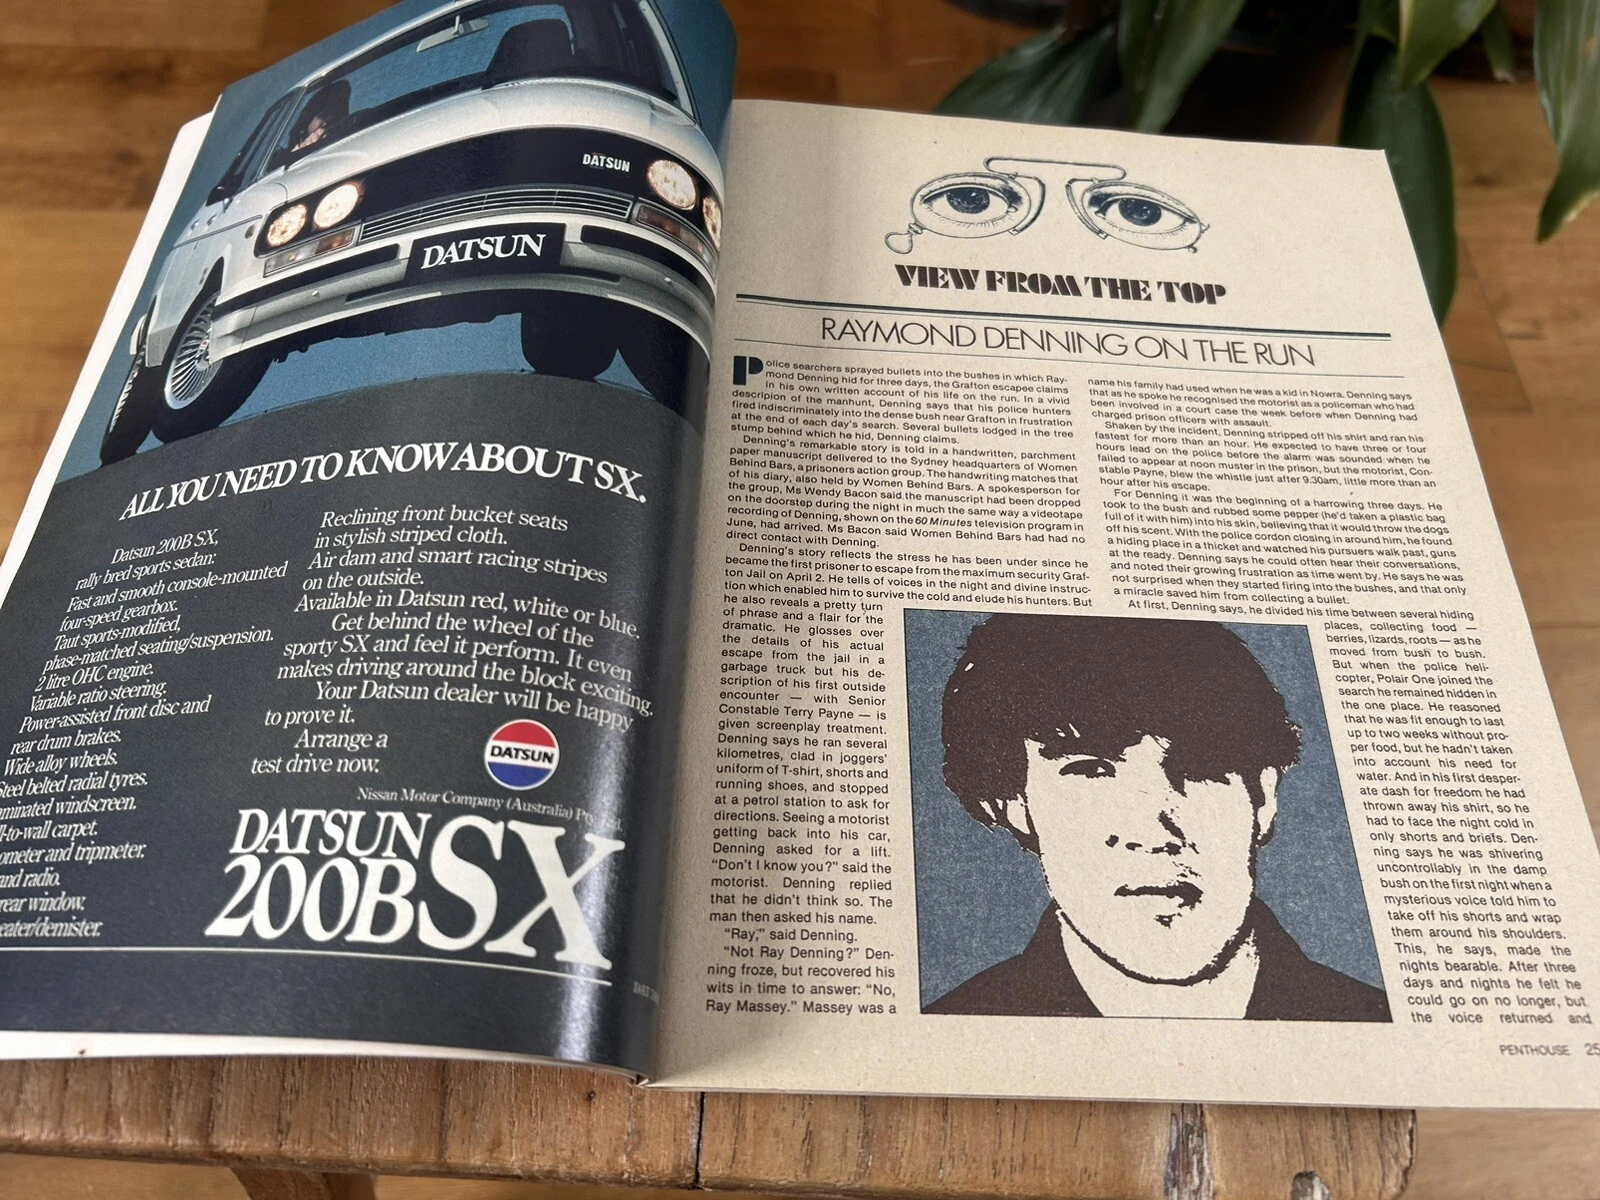 DATSUN
DATSUN
ALL YOU NEED TO KNOW ABOUT SX.
Datsun 200B SX,
rally bred sports sedan:
Fast and smooth console-mounted
four-speed gearbox.
Taut sports-modified,
phase-matched seating/suspension.
2 litre OHC engine.
Variable ratio steering.
Power-assisted front disc and
rear drum brakes.
Wide alloy wheels.
Steel belted radial tyres.
windscreen.
carpet.
and tripmeter.
and radio.
rear window.
Reclining front bucket seats
in stylish striped cloth.
Air dam and smart racing stripes
on the outside.
Available in Datsun red, white or blue.
Get behind the wheel of the
sporty SX and feel it perform. It even
makes driving around the block exciting.
Your Datsun dealer will be happy
to prove it.
Arrange a
test drive now.
DATSUN
Nissan Motor Company (Australia)
DATSUN
200B SX
VIEW FROM THE TOP
RAYMOND DENNING ON THE RUN
Police searchers sprayed bullets into the bushes in which Ray-
mond Denning hid for three days, the Grafton escapee claims
in his own written account of his life on the run. In a vivid
descripion of the manhunt, Denning says that his police hunters
fired indiscriminately into the dense bush near Grafton in frustration
at the end of each day's search. Several bullets lodged in the tree
stump behind which he hid, Denning claims.
Denning's remarkable story is told in a handwritten, parchment
paper manuscript delivered to the Sydney headquarters of Women
Behind Bars, a prisoners action group. The handwriting matches that
of his diary, also held by Women Behind Bars. A spokesperson for
the group, Ms Wendy Bacon said the manuscript had been dropped
on the doorstep during the night in much the same way a videotape
recording of Denning, shown on the 60 Minutes television program in
June, had arrived. Ms Bacon said Women Behind Bars had had no
direct contact with Denning.
Denning's story reflects the stress he has been under since he
became the first prisoner to escape from the maximum security Graf-
ton Jail on April 2. He tells of voices in the night and divine instruc-
tion which enabled him to survive the cold and elude his hunters. But
he also reveals a pretty turn
of phrase and a flair for the
dramatic. He glosses over
the details of his actual
escape from the jail in a
garbage truck but his de-
scription of his first outside
encounter — with Senior
Constable Terry Payne — is
given screenplay treatment.
Denning says he ran several
kilometres, clad in joggers'
uniform of T-shirt, shorts and
running shoes, and stopped
at a petrol station to ask for
directions. Seeing a motorist
getting back into his car,
Denning asked for a lift.
"Don't I know you?" said the
motorist. Denning replied
that he didn't think so. The
man then asked his name.
"Ray," said Denning.
"Not Ray Denning?" Den-
ning froze, but recovered his
wits in time to answer: "No,
Ray Massey." Massey was a
name his family had used when he was a kid in Nowra. Denning says
that as he spoke he recognised the motorist as a policeman who had
been involved in a court case the week before when Denning had
charged prison officers with assault.
Shaken by the incident, Denning stripped off his shirt and ran his
fastest for more than an hour. He expected to have three or four
hours lead on the police before the alarm was sounded when he
failed to appear at noon muster in the prison, but the motorist, Con-
stable Payne, blew the whistle just after 9.30am, little more than an
hour after his escape.
For Denning it was the beginning of a harrowing three days. He
took to the bush and rubbed some pepper (he'd taken a plastic bag
full of it with him) into his skin, believing that it would throw the dogs
off his scent. With the police cordon closing in around him, he found
a hiding place in a thicket and watched his pursuers walk past, guns
at the ready. Denning says he could often hear their conversations,
and noted their growing frustration as time went by. He says he was
not surprised when they started firing into the bushes, and that only
a miracle saved him from collecting a bullet.
At first, Denning says, he divided his time between several hiding
places, collecting food —
berries, lizards, roots — as he
moved from bush to bush.
But when the police heli-
copter, Polair One joined the
search he remained hidden in
the one place. He reasoned
that he was fit enough to last
up to two weeks without pro-
per food, but he hadn't taken
into account his need for
water. And in his first desper-
ate dash for freedom he had
thrown away his shirt, so he
had to face the night cold in
only shorts and briefs. Den-
ning says he was shivering
uncontrollably in the damp
bush on the first night when a
mysterious voice told him to
take off his shorts and wrap
them around his shoulders.
This, he says, made the
nights bearable. After three
days and nights he felt he
could go on no longer, but
the voice returned and
PENTHOUSE 25